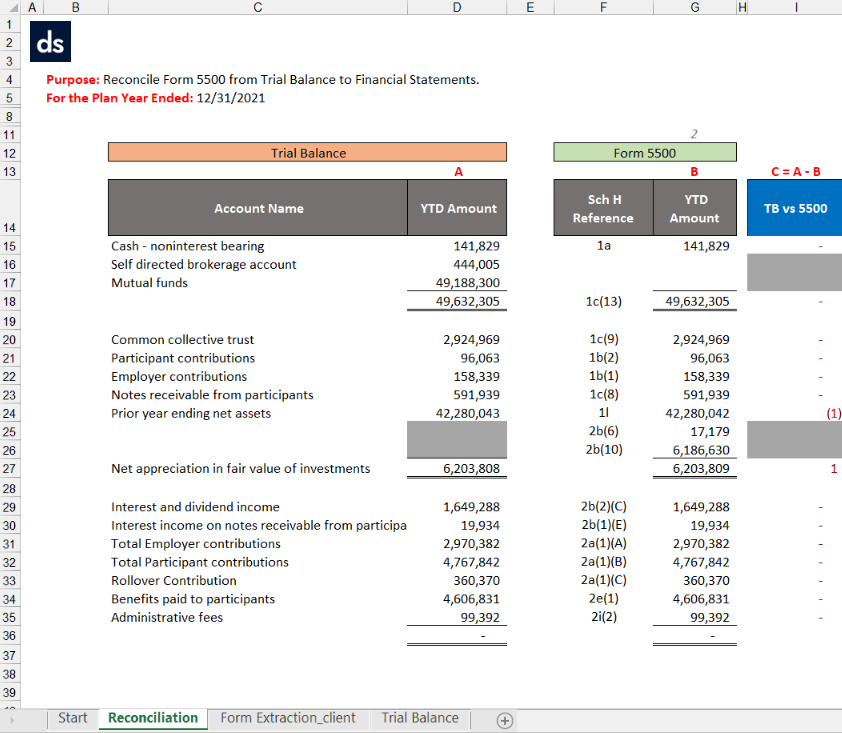 A B C D E F G H I
1
2 ds
3
4 Purpose: Reconcile Form 5500 from Trial Balance to Financial Statements.
5 For the Plan Year Ended: 12/31/2021
8
11 2
12 Trial Balance Form 5500
13 A B C = A - B
14 Account Name YTD Amount Sch H Reference YTD Amount TB vs 5500
15 Cash - noninterest bearing 141,829 1a 141,829 -
16 Self directed brokerage account 444,005
17 Mutual funds 49,188,300
18 49,632,305 1c(13) 49,632,305 -
19
20 Common collective trust 2,924,969 1c(9) 2,924,969 -
21 Participant contributions 96,063 1b(2) 96,063 -
22 Employer contributions 158,339 1b(1) 158,339 -
23 Notes receivable from participants 591,939 1c(8) 591,939 -
24 Prior year ending net assets 42,280,043 1l 42,280,042 (1)
25 2b(6) 17,179
26 2b(10) 6,186,630
27 Net appreciation in fair value of investments 6,203,808 6,203,809 1
28
29 Interest and dividend income 1,649,288 2b(2)(C) 1,649,288 -
30 Interest income on notes receivable from participa 19,934 2b(1)(E) 19,934 -
31 Total Employer contributions 2,970,382 2a(1)(A) 2,970,382 -
32 Total Participant contributions 4,767,842 2a(1)(B) 4,767,842 -
33 Rollover Contribution 360,370 2a(1)(C) 360,370 -
34 Benefits paid to participants 4,606,831 2e(1) 4,606,831 -
35 Administrative fees 99,392 2i(2) 99,392 -
36 - -
37
38
39
Start Reconciliation Form Extraction_client Trial Balance